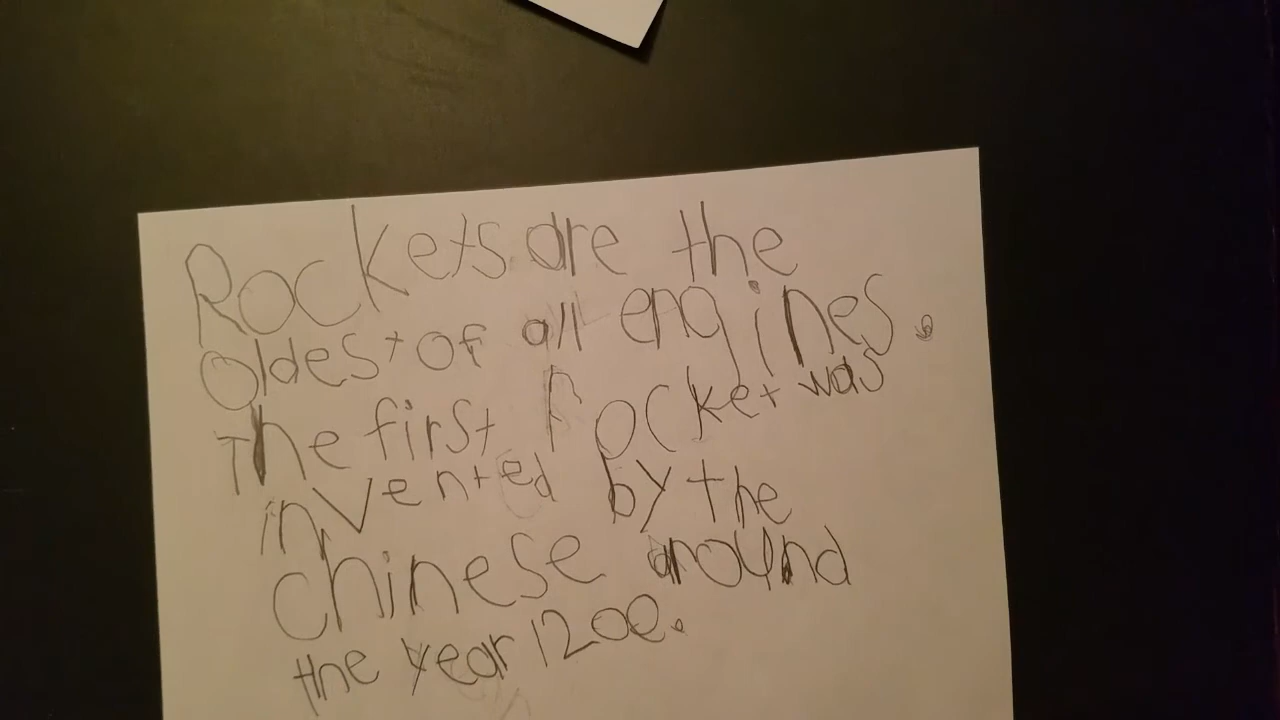 Rockets are the
oldest of all engines.
The first rocket was
invented by the
chinese around
the year 1200.